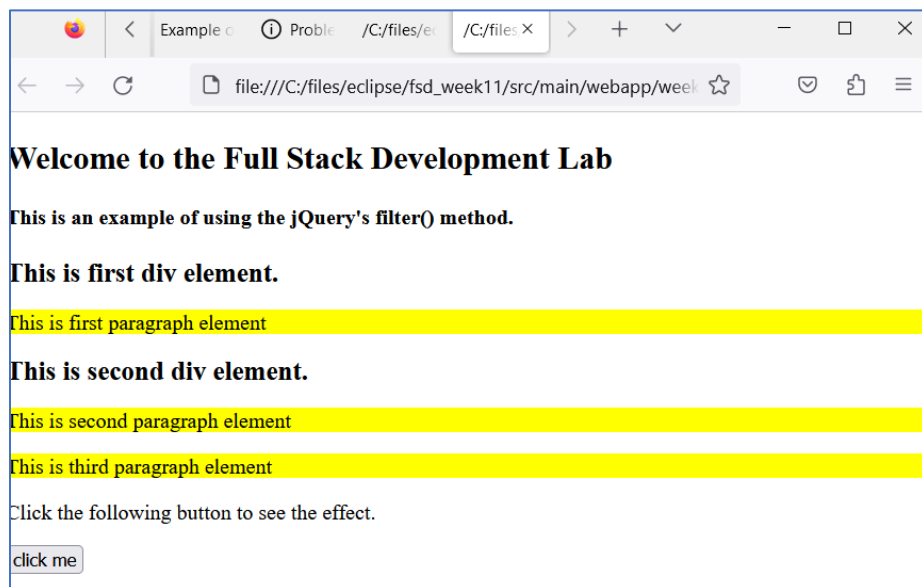 Example o
Proble
/C:/files/ec
/C:/files
file:///C:/files/eclipse/fsd_week11/src/main/webapp/week
Welcome to the Full Stack Development Lab
This is an example of using the jQuery's filter() method.
This is first div element.
This is first paragraph element
This is second div element.
This is second paragraph element
This is third paragraph element
Click the following button to see the effect.
click me